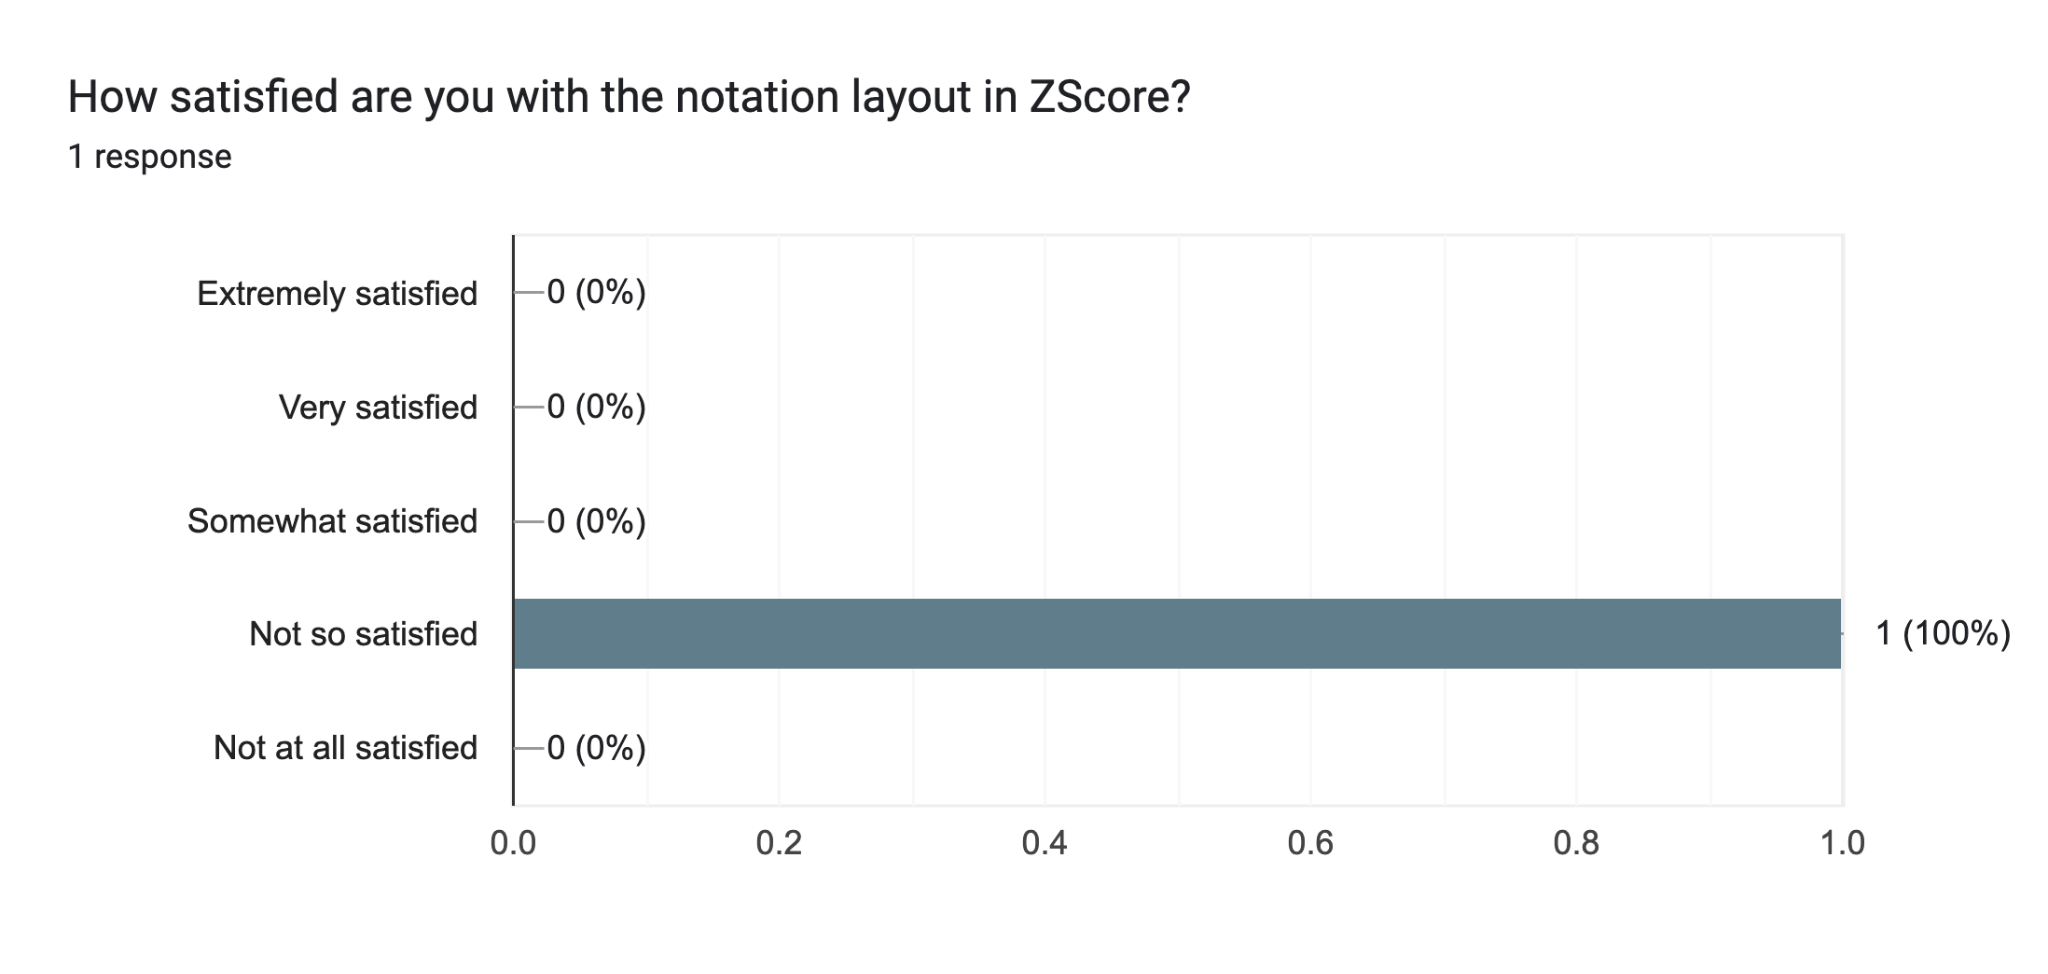 How satisfied are you with the notation layout in ZScore?
1 response
Extremely satisfied 0 (0%)
Very satisfied 0 (0%)
Somewhat satisfied 0 (0%)
Not so satisfied 1 (100%)
Not at all satisfied 0 (0%)
0.0 0.2 0.4 0.6 0.8 1.0